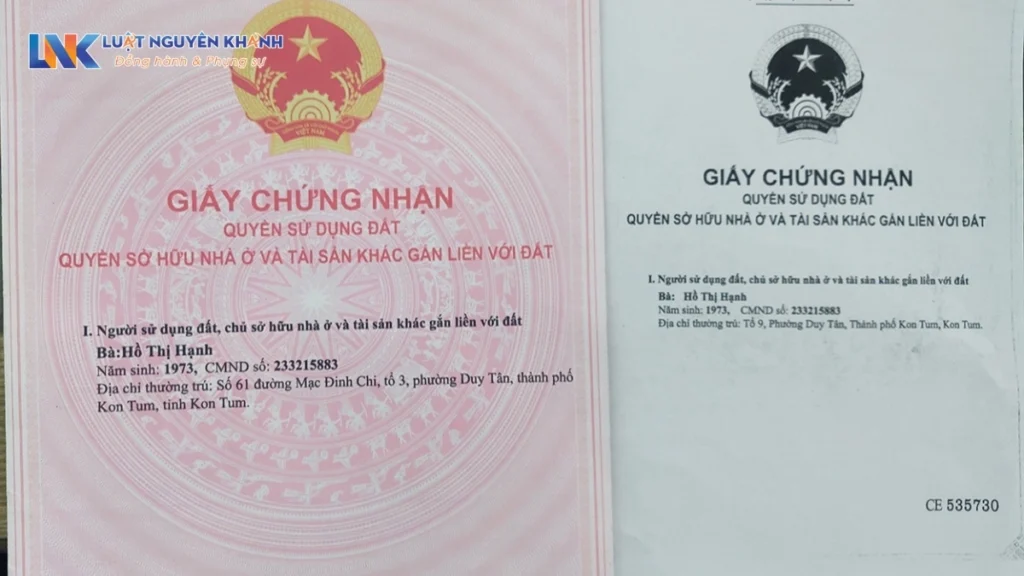 LNK LUẬT NGUYÊN KHÁNH
Đồng hành & Phụng sự
VIỆT NAM
GIẤY CHỨNG NHẬN
QUYỀN SỬ DỤNG ĐẤT
QUYỀN SỞ HỮU NHÀ Ở VÀ TÀI SẢN KHÁC GẮN LIỀN VỚI ĐẤT
I. Người sử dụng đất, chủ sở hữu nhà ở và tài sản khác gắn liền với đất
Bà:Hồ Thị Hạnh
Năm sinh: 1973, CMND số: 233215883
Địa chỉ thường trú: Số 61 đường Mạc Đĩnh Chi, tổ 3, phường Duy Tân, thành phố
Kon Tum, tỉnh Kon Tum.
GIẤY CHỨNG NHẬN
QUYỀN SỬ DỤNG ĐẤT
QUYỀN SỞ HỮU NHÀ Ở VÀ TÀI SẢN KHÁC GẮN LIỀN VỚI ĐẤT
I. Người sử dụng đất, chủ sở hữu nhà ở và tài sản khác gắn liền với đất
Bà: Hồ Thị Hạnh
Năm sinh: 1973, CMND số: 233215883
Địa chỉ thường trú: Tổ 9, Phường Duy Tân, Thành phố Kon Tum, Kon Tum.
CE 535730